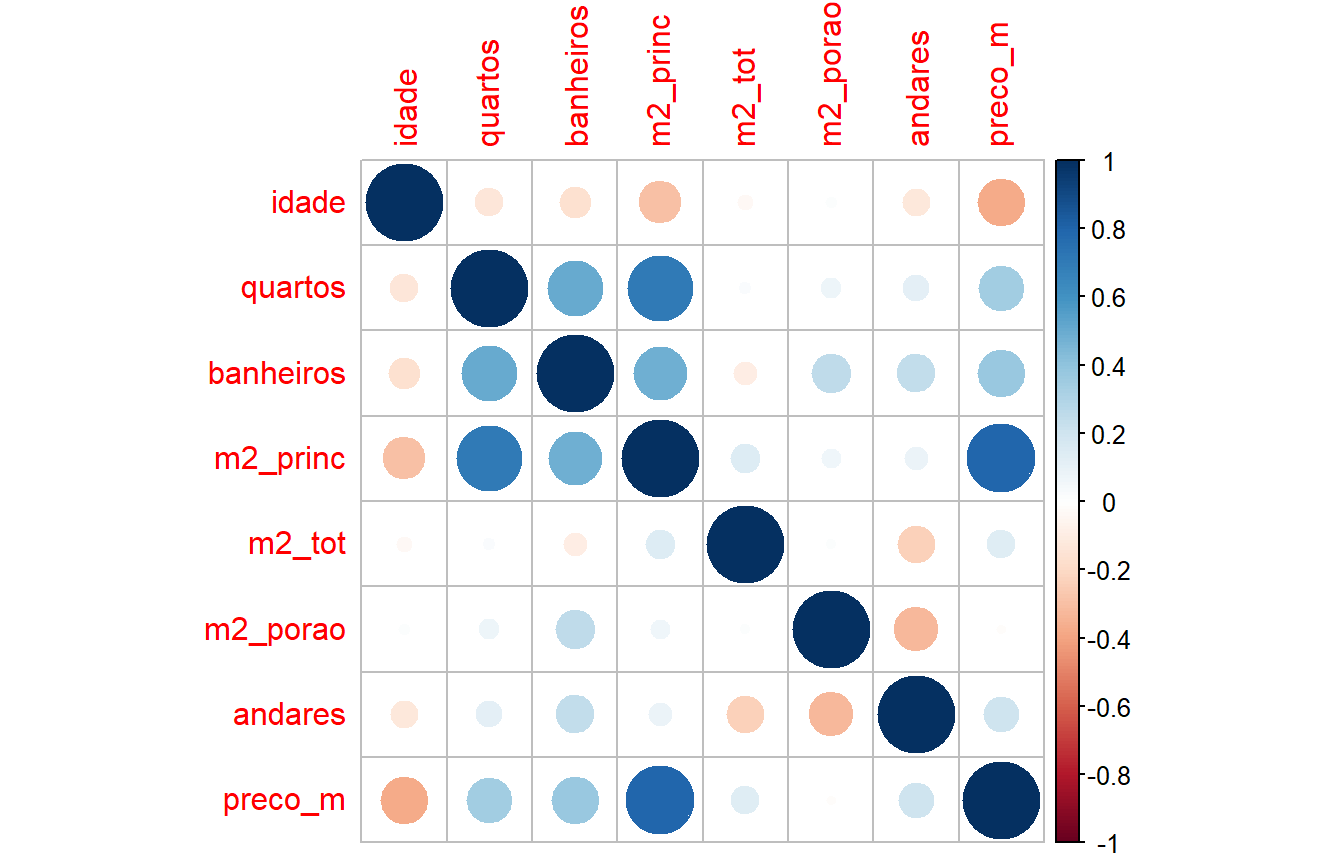 idade
quartos
banheiros
m2_princ
m2_tot
m2_porao
andares
preco_m
idade
quartos
banheiros
m2_princ
m2_tot
m2_porao
andares
preco_m
1
0.8
0.6
0.4
0.2
0
-0.2
-0.4
-0.6
-0.8
-1